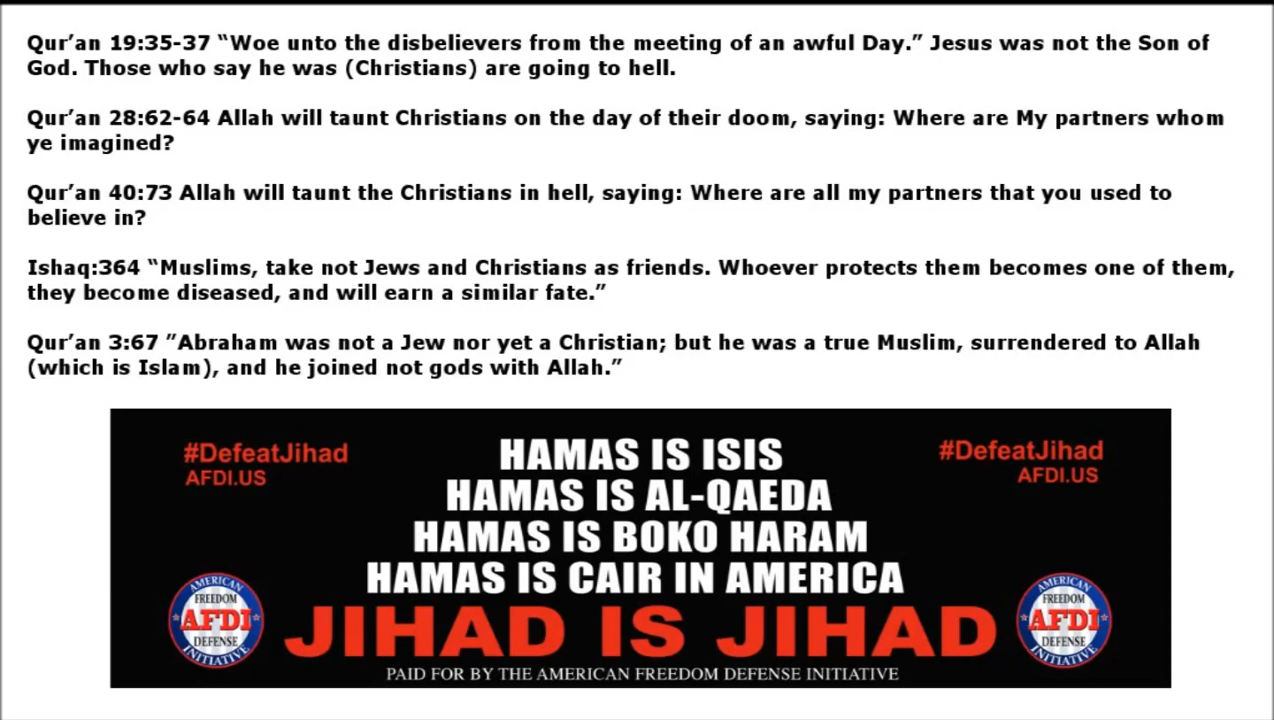 Qur’an 19:35-37 “Woe unto the disbelievers from the meeting of an awful Day.” Jesus was not the Son of
God. Those who say he was (Christians) are going to hell.
Qur’an 28:62-64 Allah will taunt Christians on the day of their doom, saying: Where are My partners whom
ye imagined?
Qur’an 40:73 Allah will taunt the Christians in hell, saying: Where are all my partners that you used to
believe in?
Ishaq:364 “Muslims, take not Jews and Christians as friends. Whoever protects them becomes one of them,
they become diseased, and will earn a similar fate.”
Qur’an 3:67 ”Abraham was not a Jew nor yet a Christian; but he was a true Muslim, surrendered to Allah
(which is Islam), and he joined not gods with Allah.”
#DefeatJihad
AFDI.US
#DefeatJihad
AFDI.US
HAMAS IS ISIS
HAMAS IS AL-QAEDA
HAMAS IS BOKO HARAM
HAMAS IS CAIR IN AMERICA
JIHAD IS JIHAD
PAID FOR BY THE AMERICAN FREEDOM DEFENSE INITIATIVE
AMERICAN
FREEDOM
AFDI
DEFENSE
INITIATIVE
AMERICAN
FREEDOM
AFDI
DEFENSE
INITIATIVE